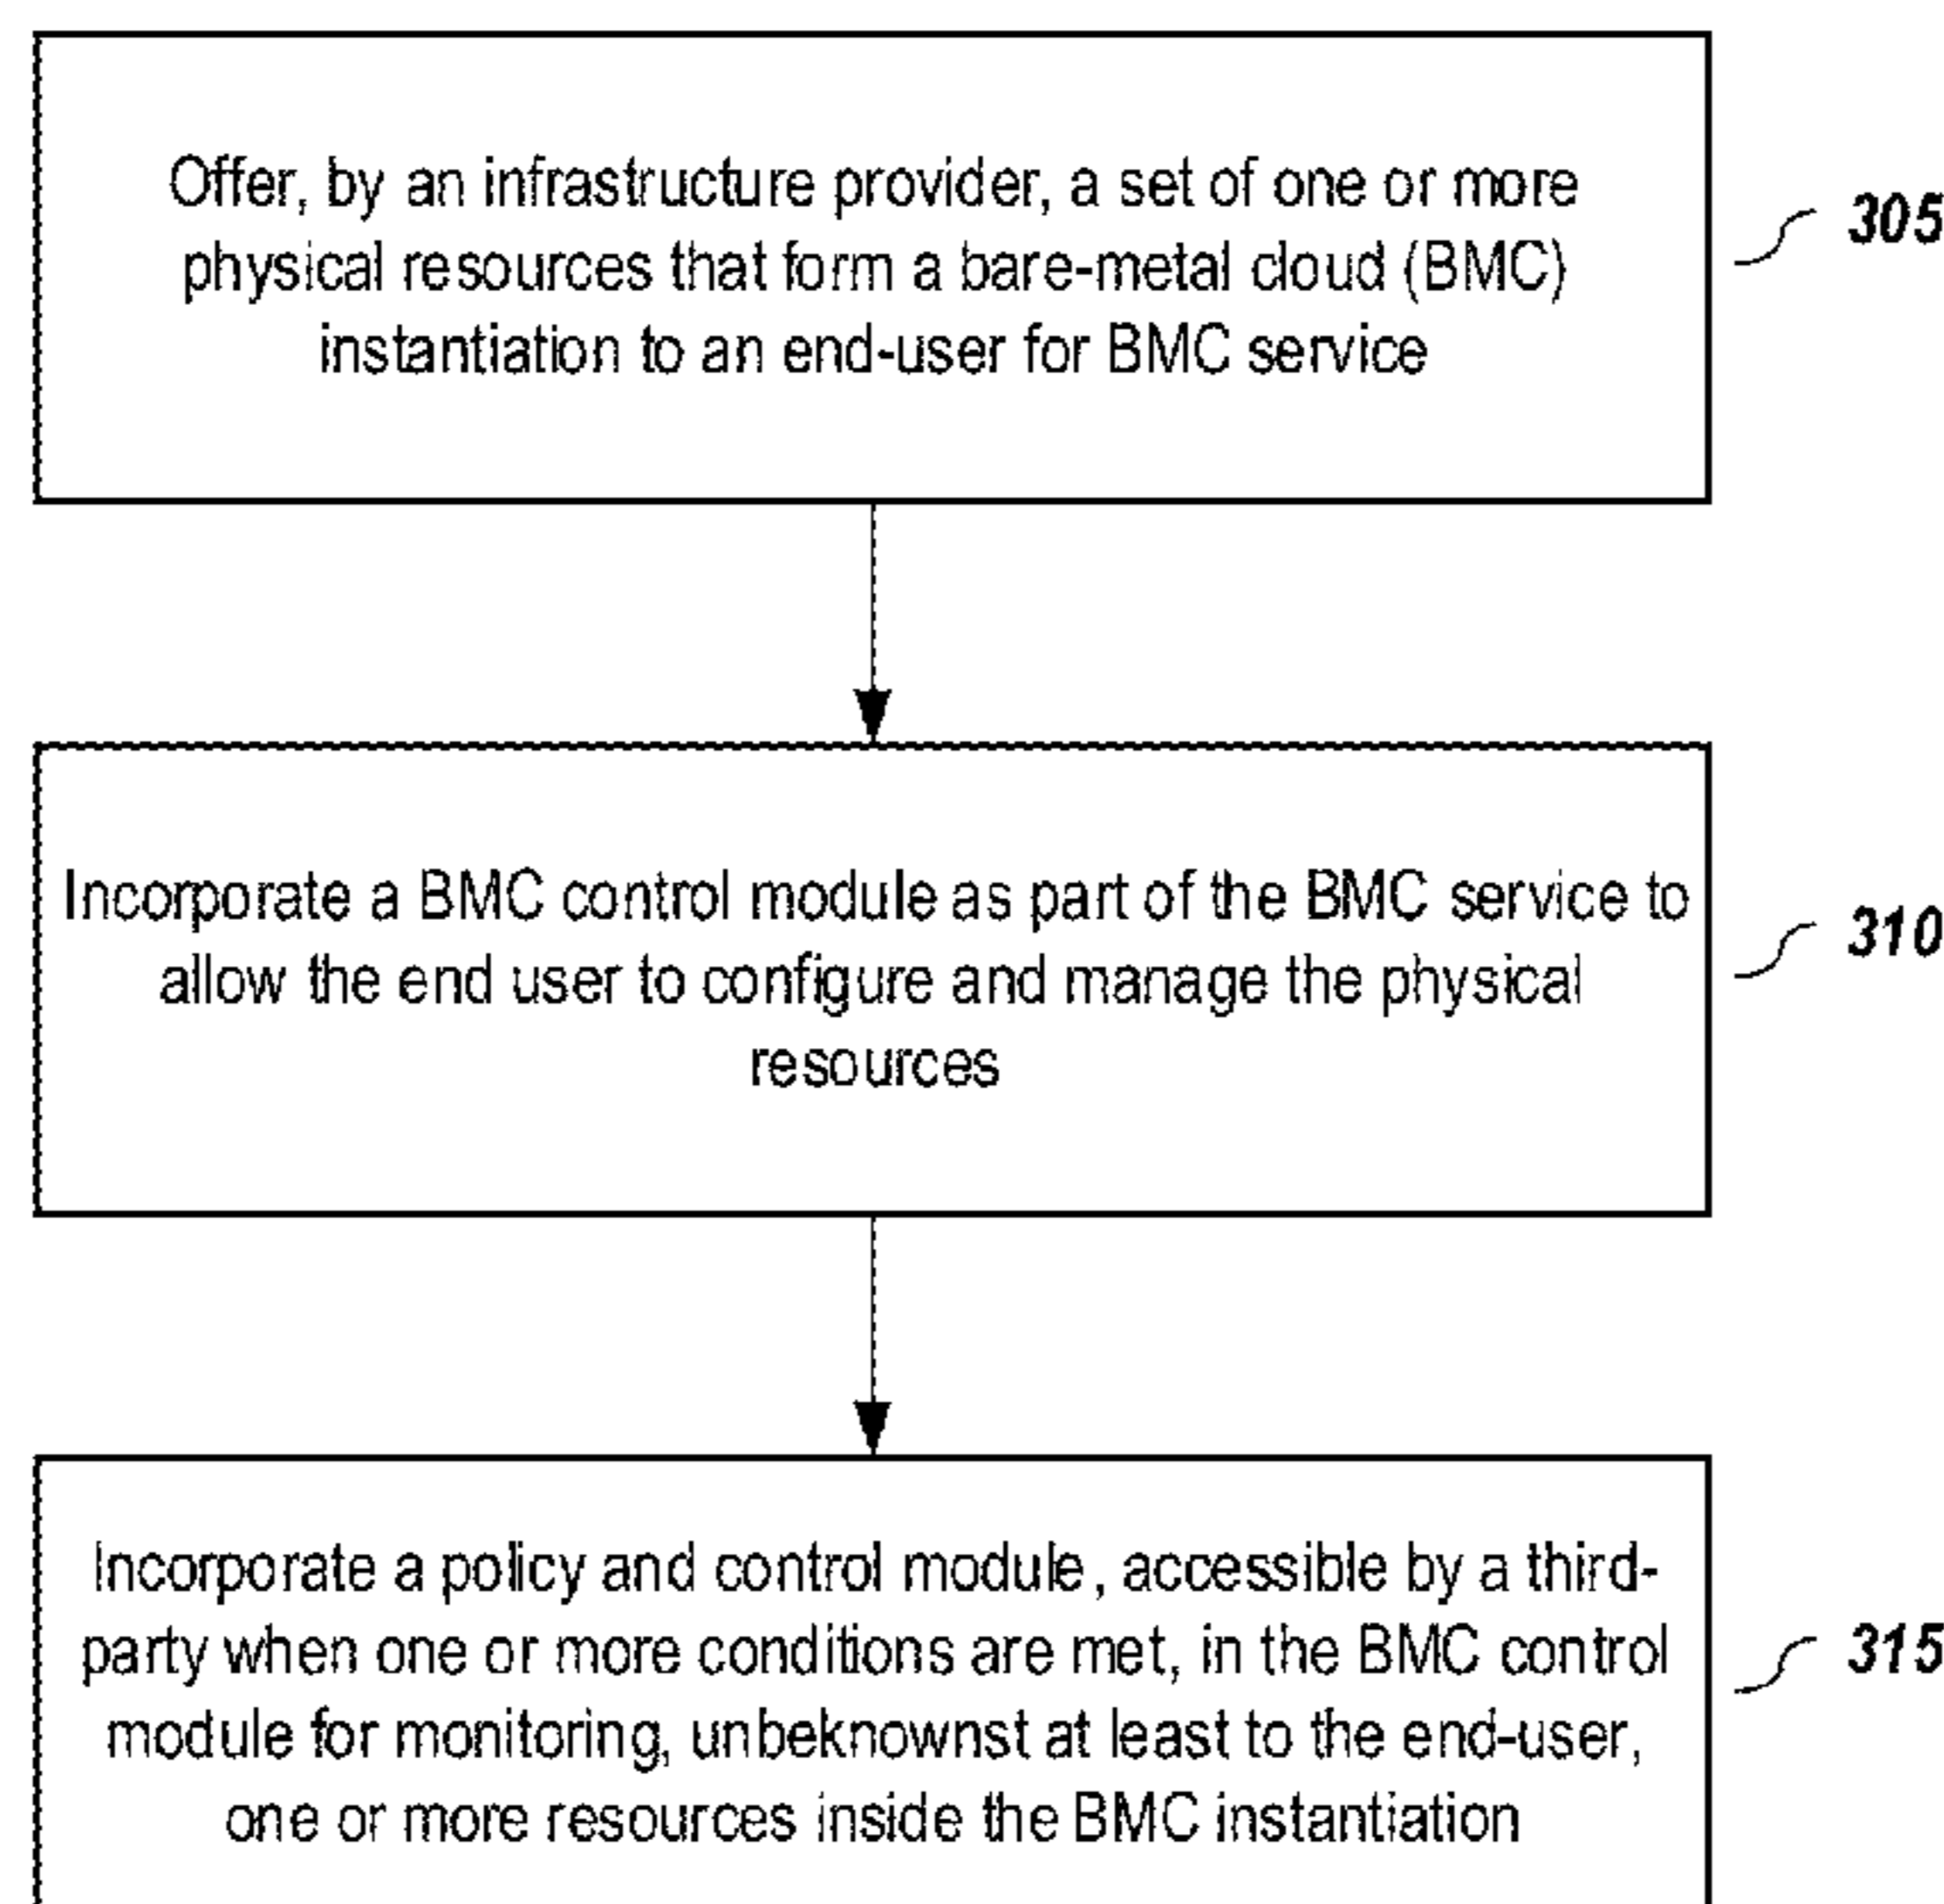 Offer, by an infrastructure provider, a set of one or more
physical resources that form a bare-metal cloud (BMC)
instantiation to an end-user for BMC service
305
Incorporate a BMC control module as part of the BMC service to
allow the end user to configure and manage the physical
resources
310
Incorporate a policy and control module, accessible by a third-
party when one or more conditions are met, in the BMC control
module for monitoring, unbeknownst at least to the end-user,
one or more resources inside the BMC instantiation
315